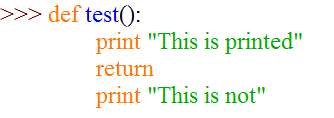 >>> def test():
print "This is printed"
return
print "This is not"